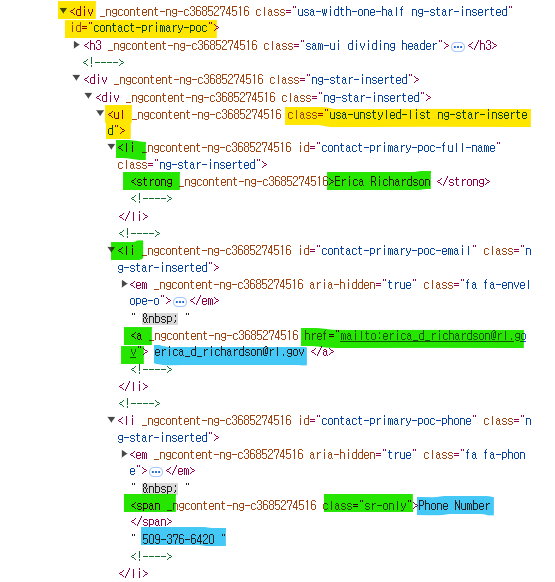 ▼<div _ngcontent-ng-c3685274516 class="usa-width-one-half ng-star-inserted"
id="contact-primary-poc">
▶<h3 _ngcontent-ng-c3685274516 class="sam-ui dividing header">…</h3>
<!---->
▼<div _ngcontent-ng-c3685274516 class="ng-star-inserted">
▼<div _ngcontent-ng-c3685274516 class="ng-star-inserted">
▼<ul _ngcontent-ng-c3685274516 class="usa-unstyled-list ng-star-inserte
d">
▼<li _ngcontent-ng-c3685274516 id="contact-primary-poc-full-name"
class="ng-star-inserted">
<strong _ngcontent-ng-c3685274516>Erica Richardson </strong>
<!---->
</li>
<!---->
▼<li _ngcontent-ng-c3685274516 id="contact-primary-poc-email" class="n
g-star-inserted">
▶<em _ngcontent-ng-c3685274516 aria-hidden="true" class="fa fa-envel
ope-o">…</em>
" &nbsp; "
<a _ngcontent-ng-c3685274516 href="mailto:erica_d_richardson@rl.go
v"> erica_d_richardson@rl.gov </a>
<!---->
</li>
<!---->
▼<li _ngcontent-ng-c3685274516 id="contact-primary-poc-phone" class="n
g-star-inserted">
▶<em _ngcontent-ng-c3685274516 aria-hidden="true" class="fa fa-phon
e">…</em>
" &nbsp; "
<span _ngcontent-ng-c3685274516 class="sr-only">Phone Number
</span>
" 509-376-6420 "
<!---->
</li>